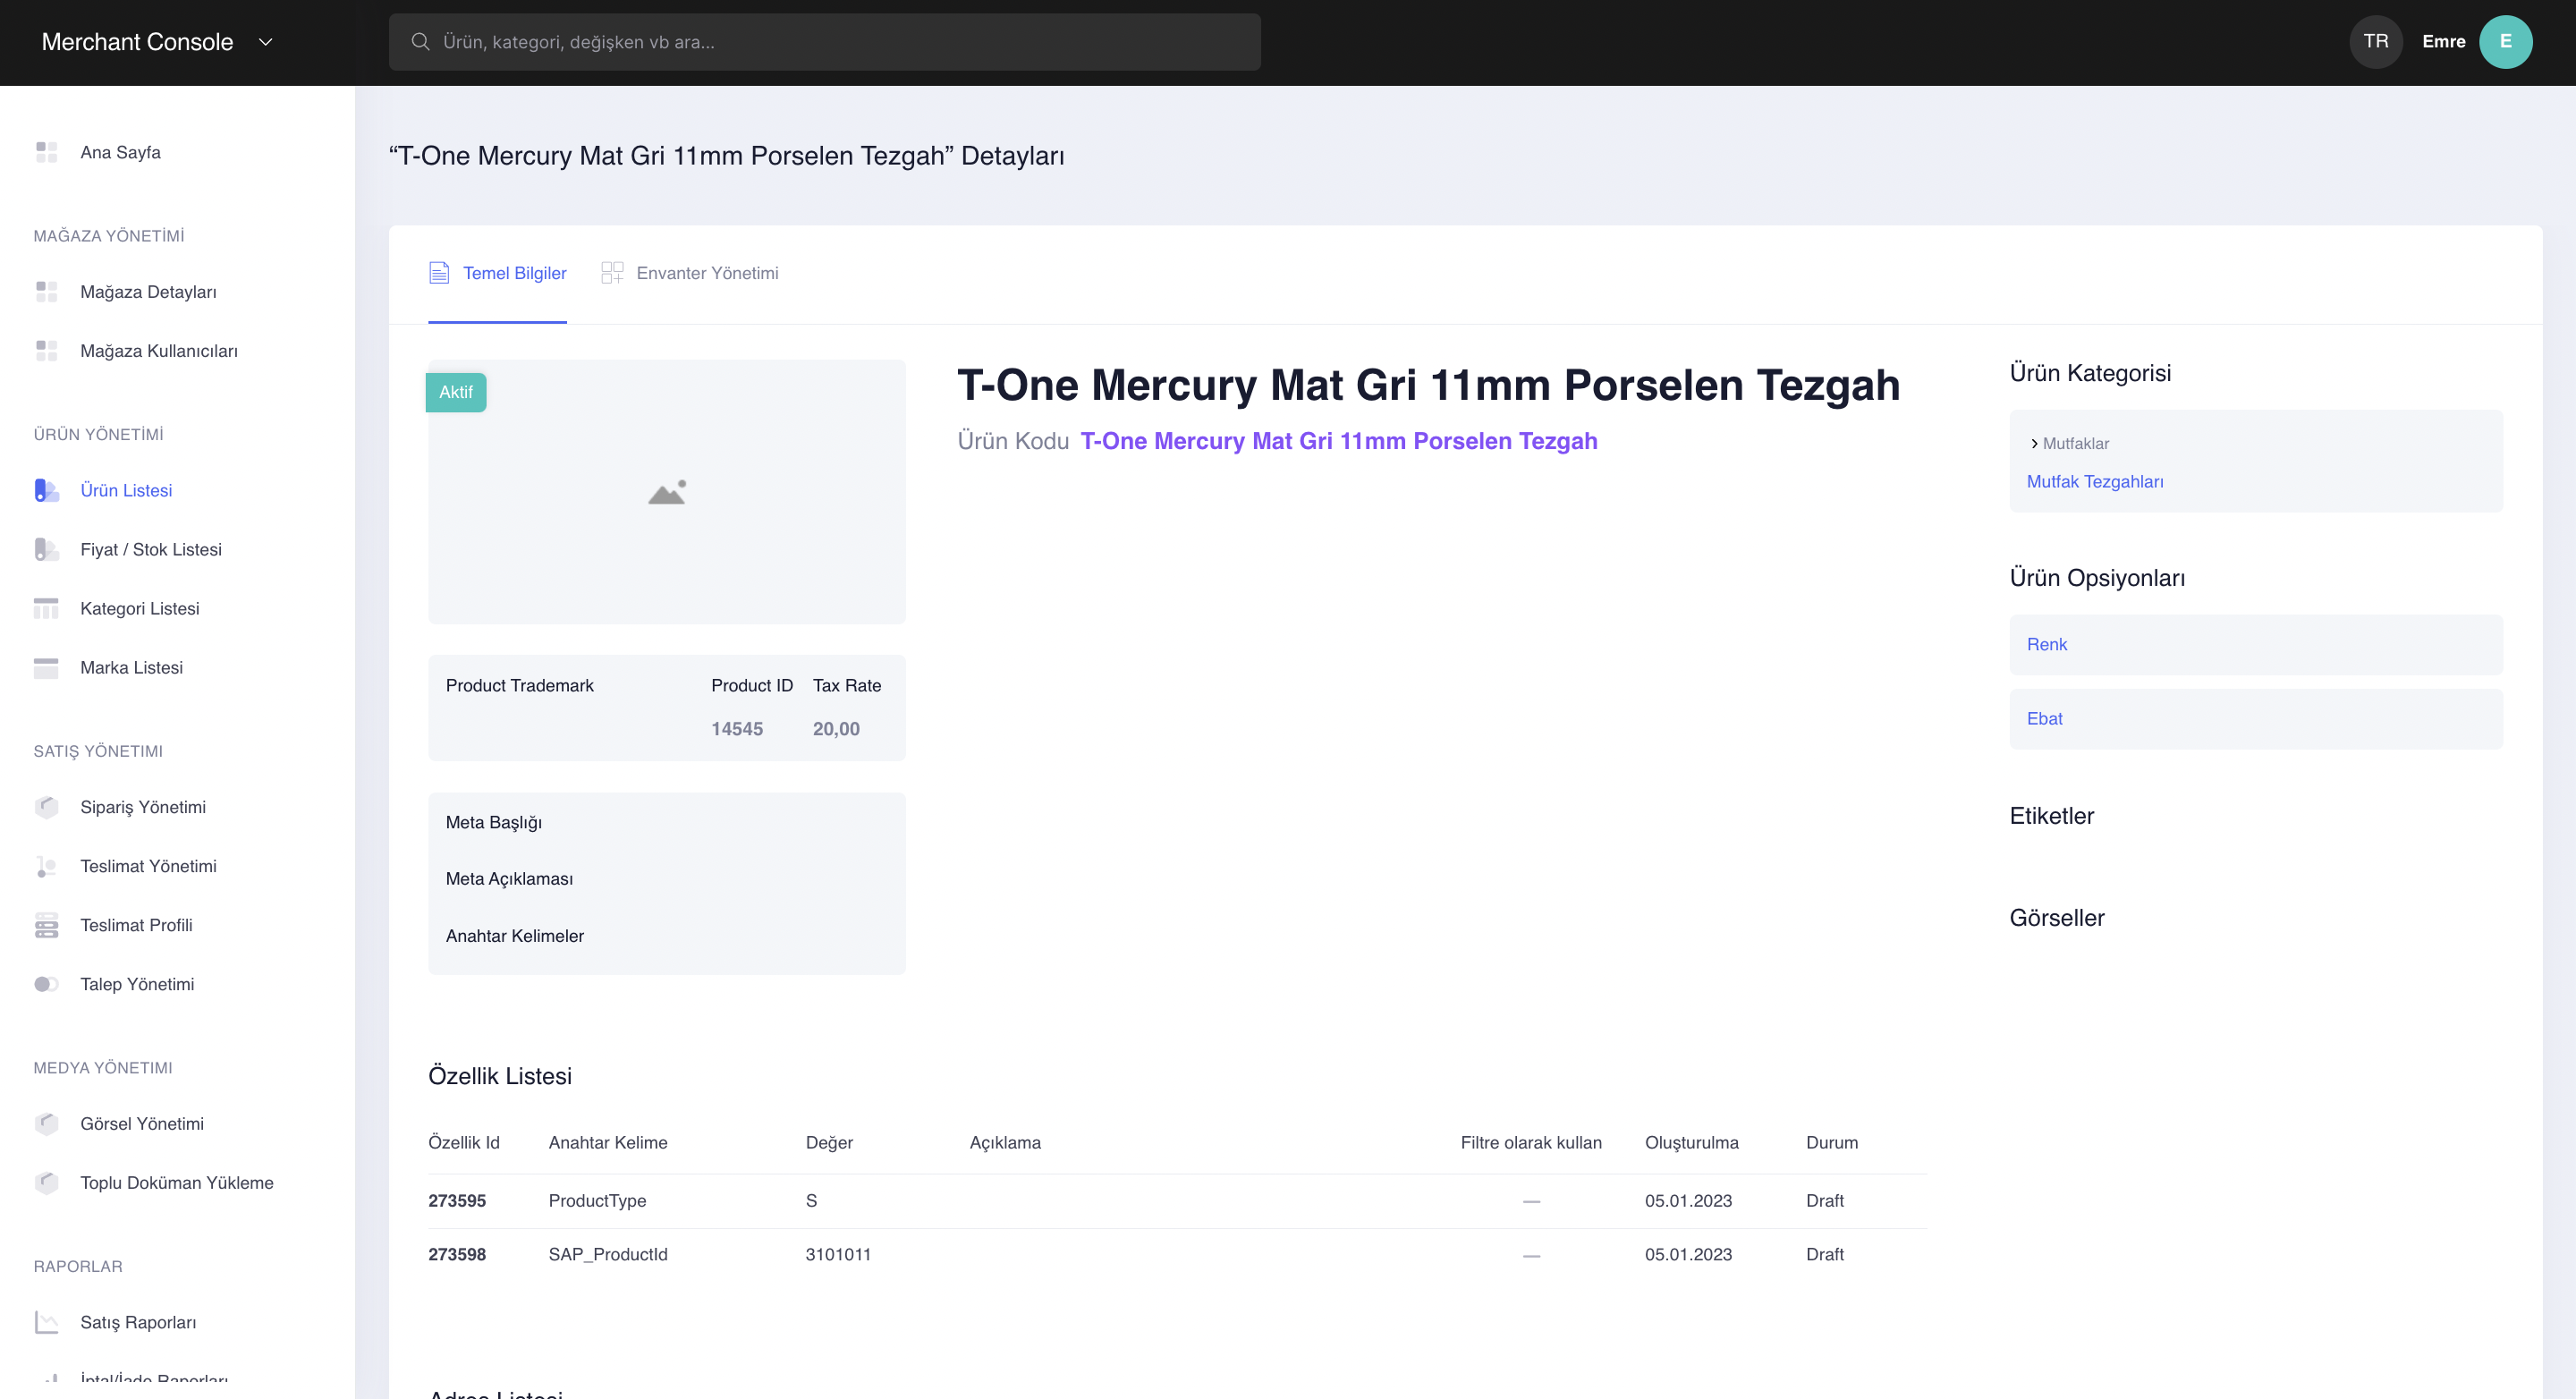 Merchant Console
Ürün, kategori, değişken vb ara...
TR
Emre
E
Ana Sayfa
MAĞAZA YÖNETİMİ
Mağaza Detayları
Mağaza Kullanıcıları
ÜRÜN YÖNETİMİ
Ürün Listesi
Fiyat / Stok Listesi
Kategori Listesi
Marka Listesi
SATIŞ YÖNETIMI
Sipariş Yönetimi
Teslimat Yönetimi
Teslimat Profili
Talep Yönetimi
MEDYA YÖNETIMI
Görsel Yönetimi
Toplu Doküman Yükleme
RAPORLAR
Satış Raporları
İptal/İade Raporları
“T-One Mercury Mat Gri 11mm Porselen Tezgah” Detayları
Temel Bilgiler
Envanter Yönetimi
Aktif
T-One Mercury Mat Gri 11mm Porselen Tezgah
Ürün Kodu T-One Mercury Mat Gri 11mm Porselen Tezgah
Product Trademark Product ID Tax Rate
14545 20,00
Meta Başlığı
Meta Açıklaması
Anahtar Kelimeler
Ürün Kategorisi
Mutfaklar
Mutfak Tezgahları
Ürün Opsiyonları
Renk
Ebat
Etiketler
Görseller
Özellik Listesi
Özellik Id Anahtar Kelime Değer Açıklama Filtre olarak kullan Oluşturulma Durum
273595 ProductType S — 05.01.2023 Draft
273598 SAP_ProductId 3101011 — 05.01.2023 Draft
Adres Listesi